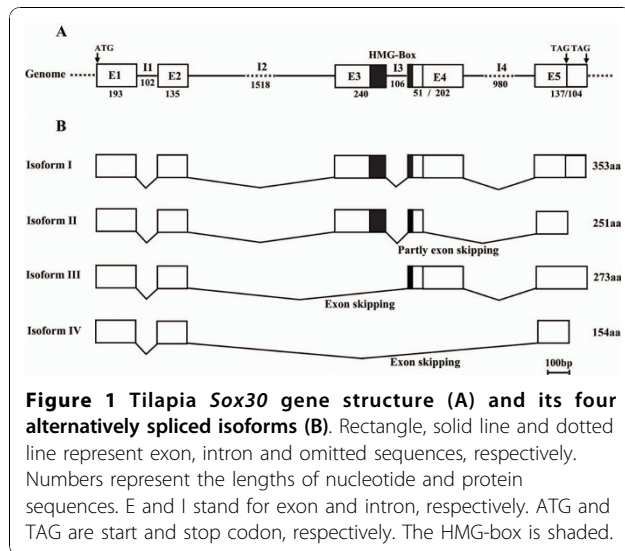 A
ATG
HMG-Box
TAG TAG
Genome
E1 I1 E2 I2 E3 I3 E4 I4 E5
193 102 135 1518 240 106 51 / 202 980 137/104
B
Isoform I 353aa
Isoform II 251aa
Partly exon skipping
Isoform III 273aa
Exon skipping
Isoform IV 154aa
Exon skipping
100bp
Figure 1 Tilapia Sox30 gene structure (A) and its four
alternatively spliced isoforms (B). Rectangle, solid line and dotted
line represent exon, intron and omitted sequences, respectively.
Numbers represent the lengths of nucleotide and protein
sequences. E and I stand for exon and intron, respectively. ATG and
TAG are start and stop codon, respectively. The HMG-box is shaded.